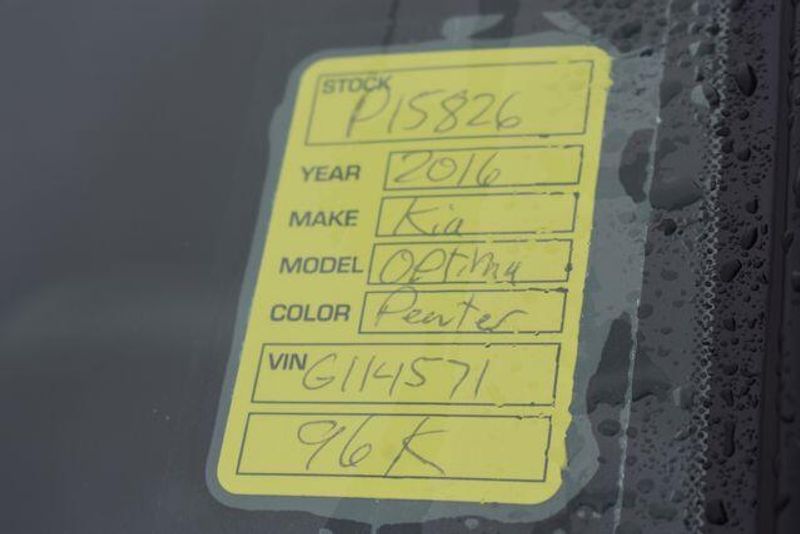 STOCK P15826
YEAR 2016
MAKE Kia
MODEL Optima
COLOR Pewter
VIN G114571
96K